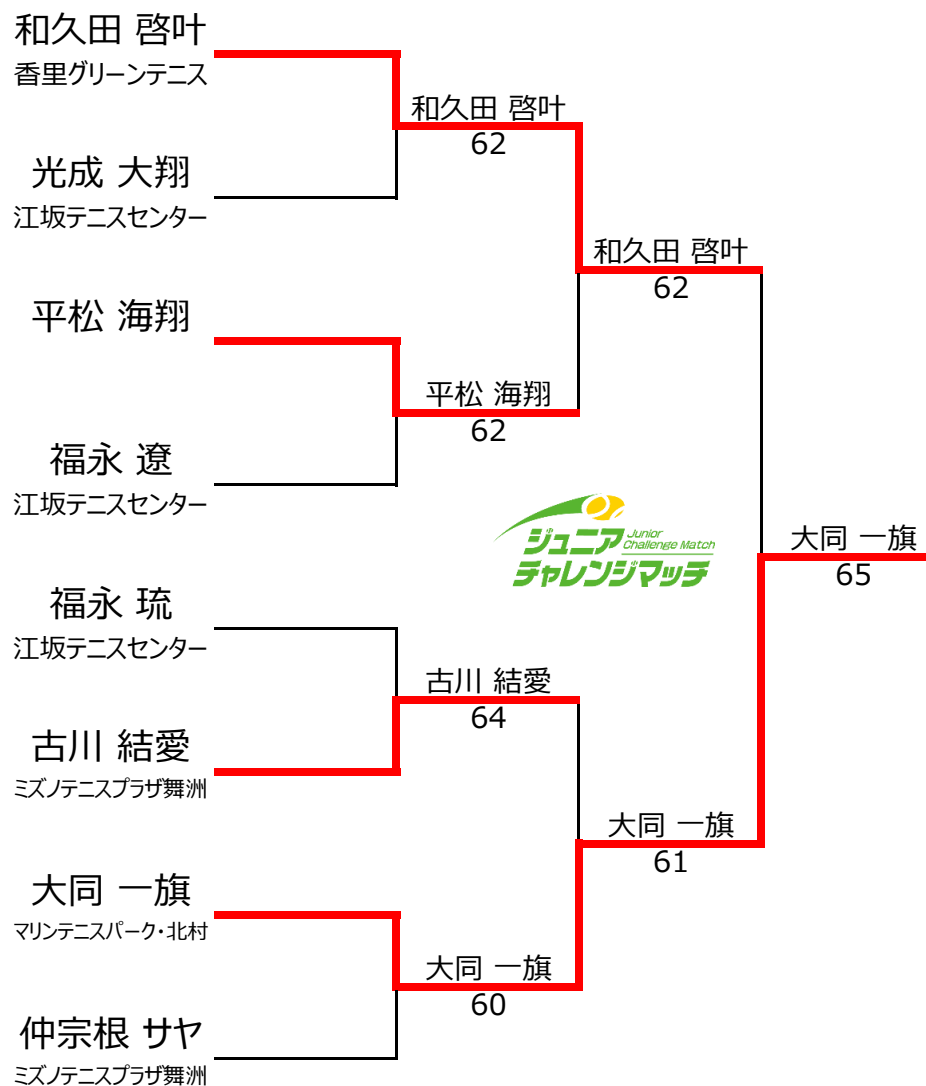 和久田 啓叶
香里グリーンテニス
光成 大翔
江坂テニスセンター
平松 海翔
福永 遼
江坂テニスセンター
福永 琉
江坂テニスセンター
古川 結愛
ミズノテニスプラザ舞洲
大同 一旗
マリンテニスパーク・北村
仲宗根 サヤ
ミズノテニスプラザ舞洲
和久田 啓叶
62
平松 海翔
62
古川 結愛
64
大同 一旗
60
和久田 啓叶
62
大同 一旗
61
大同 一旗
65
ジュニア
Junior
Challenge Match
チャレンジマッチ